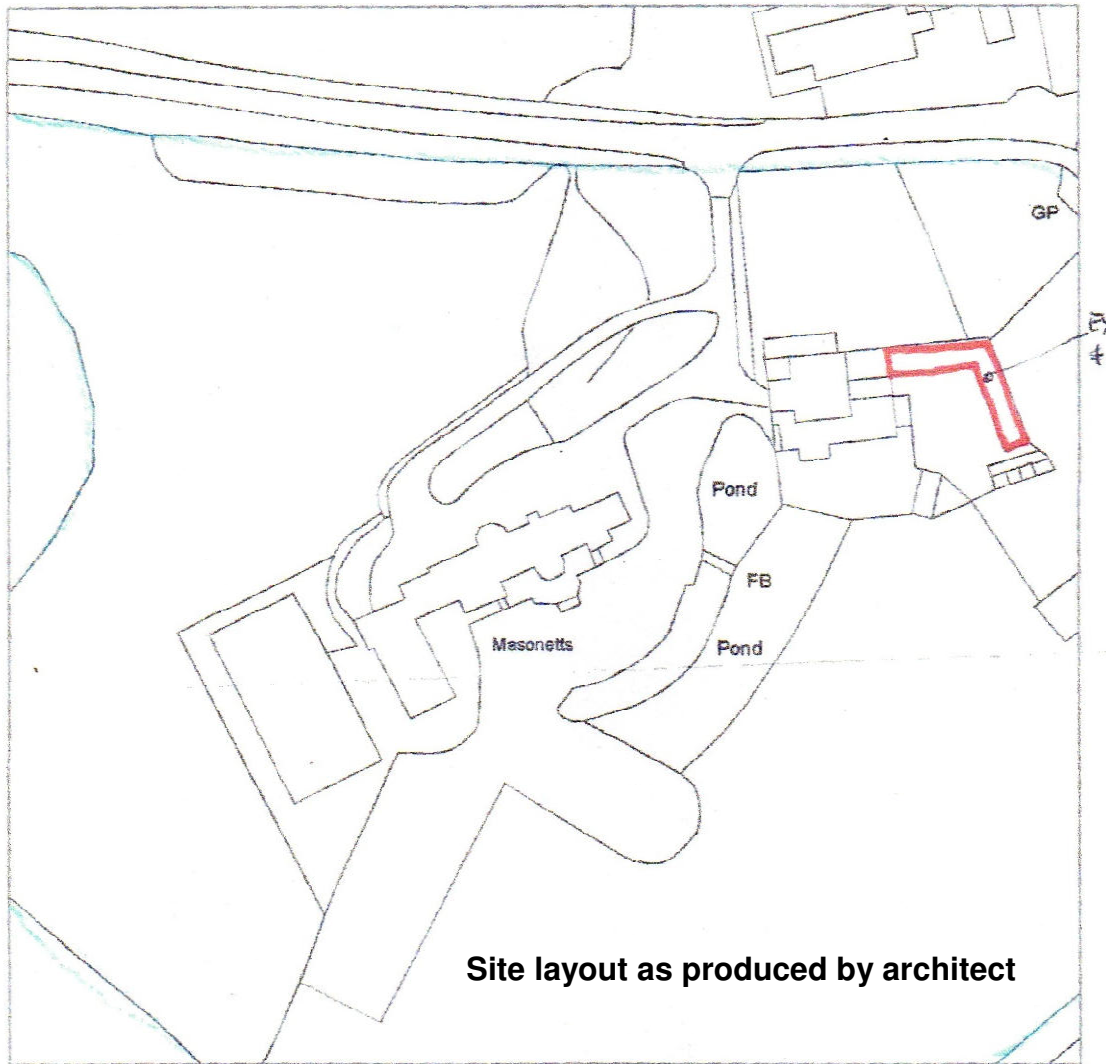 GP
Pond
FB
Masonetts
Pond
Site layout as produced by architect